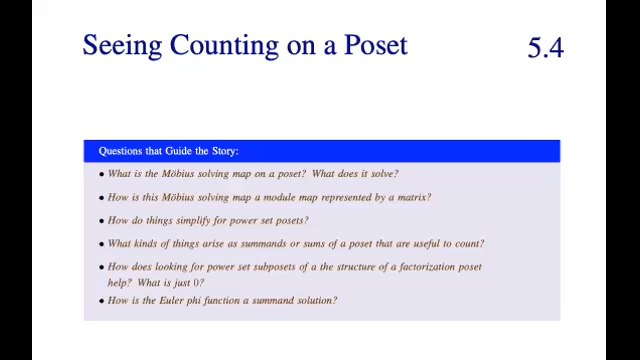 Seeing Counting on a Poset
5.4
Questions that Guide the Story:
• What is the Möbius solving map on a poset? What does it solve?
• How is this Möbius solving map a module map represented by a matrix?
• How do things simplify for power set posets?
• What kinds of things arise as summands or sums of a poset that are useful to count?
• How does looking for power set subposets of a the structure of a factorization poset
help? What is just 0?
• How is the Euler phi function a summand solution?